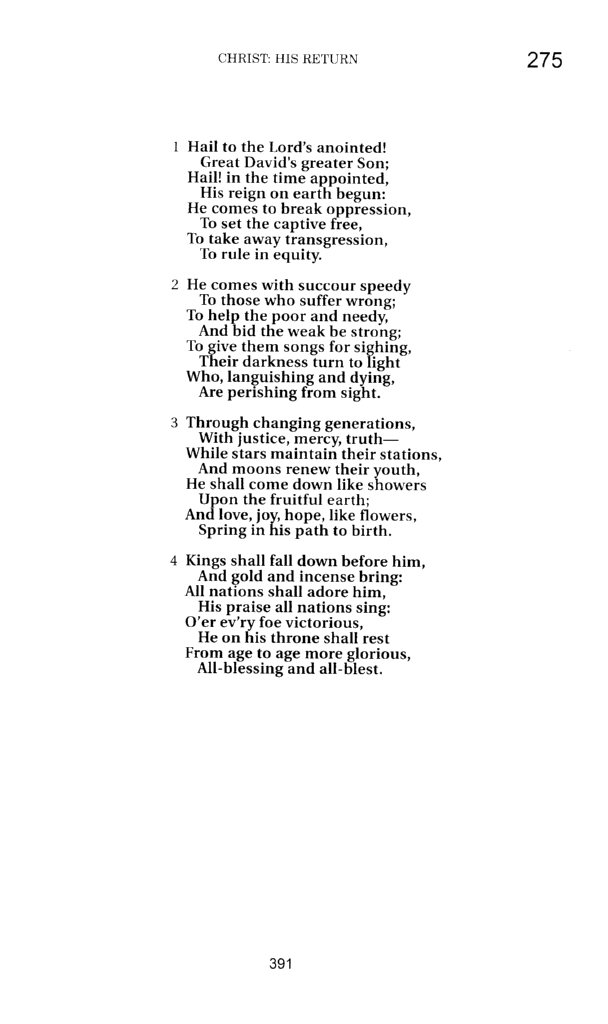 CHRIST: HIS RETURN 275
1 Hail to the Lord's anointed!
Great David's greater Son;
Hail! in the time appointed,
His reign on earth begun:
He comes to break oppression,
To set the captive free,
To take away transgression,
To rule in equity.
2 He comes with succour speedy
To those who suffer wrong;
To help the poor and needy,
And bid the weak be strong;
To give them songs for sighing,
Their darkness turn to light
Who, languishing and dying,
Are perishing from sight.
3 Through changing generations,
With justice, mercy, truth—
While stars maintain their stations,
And moons renew their youth,
He shall come down like showers
Upon the fruitful earth;
And love, joy, hope, like flowers,
Spring in his path to birth.
4 Kings shall fall down before him,
And gold and incense bring:
All nations shall adore him,
His praise all nations sing:
O'er ev'ry foe victorious,
He on his throne shall rest
From age to age more glorious,
All-blessing and all-blest.
391